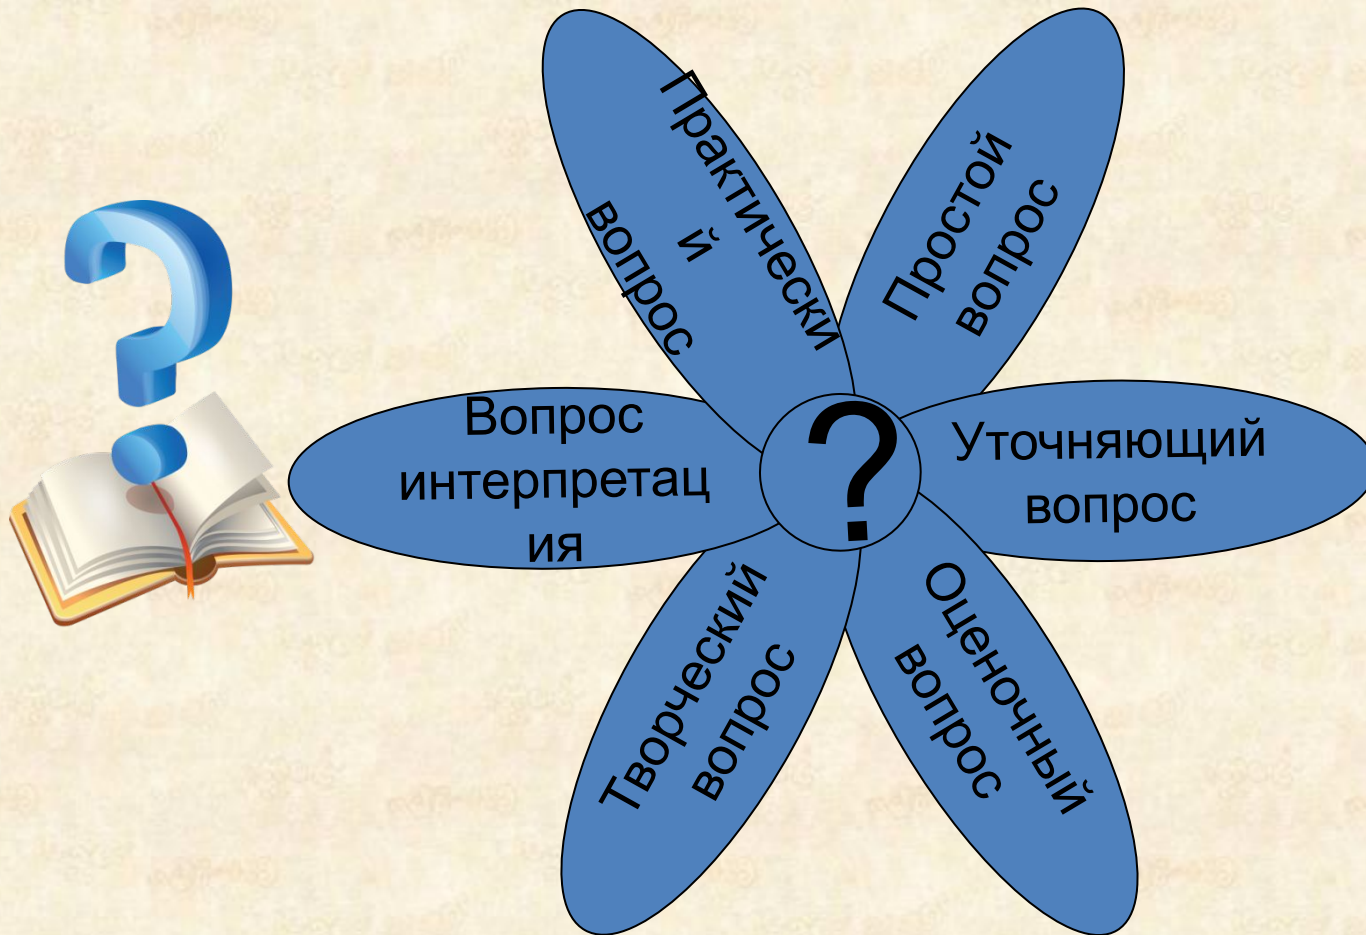 Практически
й
вопрос
Простой
вопрос
Вопрос
интерпретац
ия
?
Уточняющий
вопрос
Творческий
вопрос
Оценочный
вопрос
?